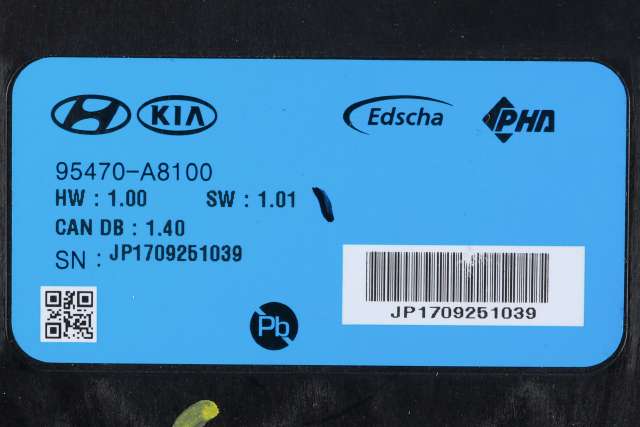 KIA
Edscha
PHA
95470-A8100
HW : 1.00 SW : 1.01
CAN DB : 1.40
SN : JP1709251039
Pb
JP1709251039